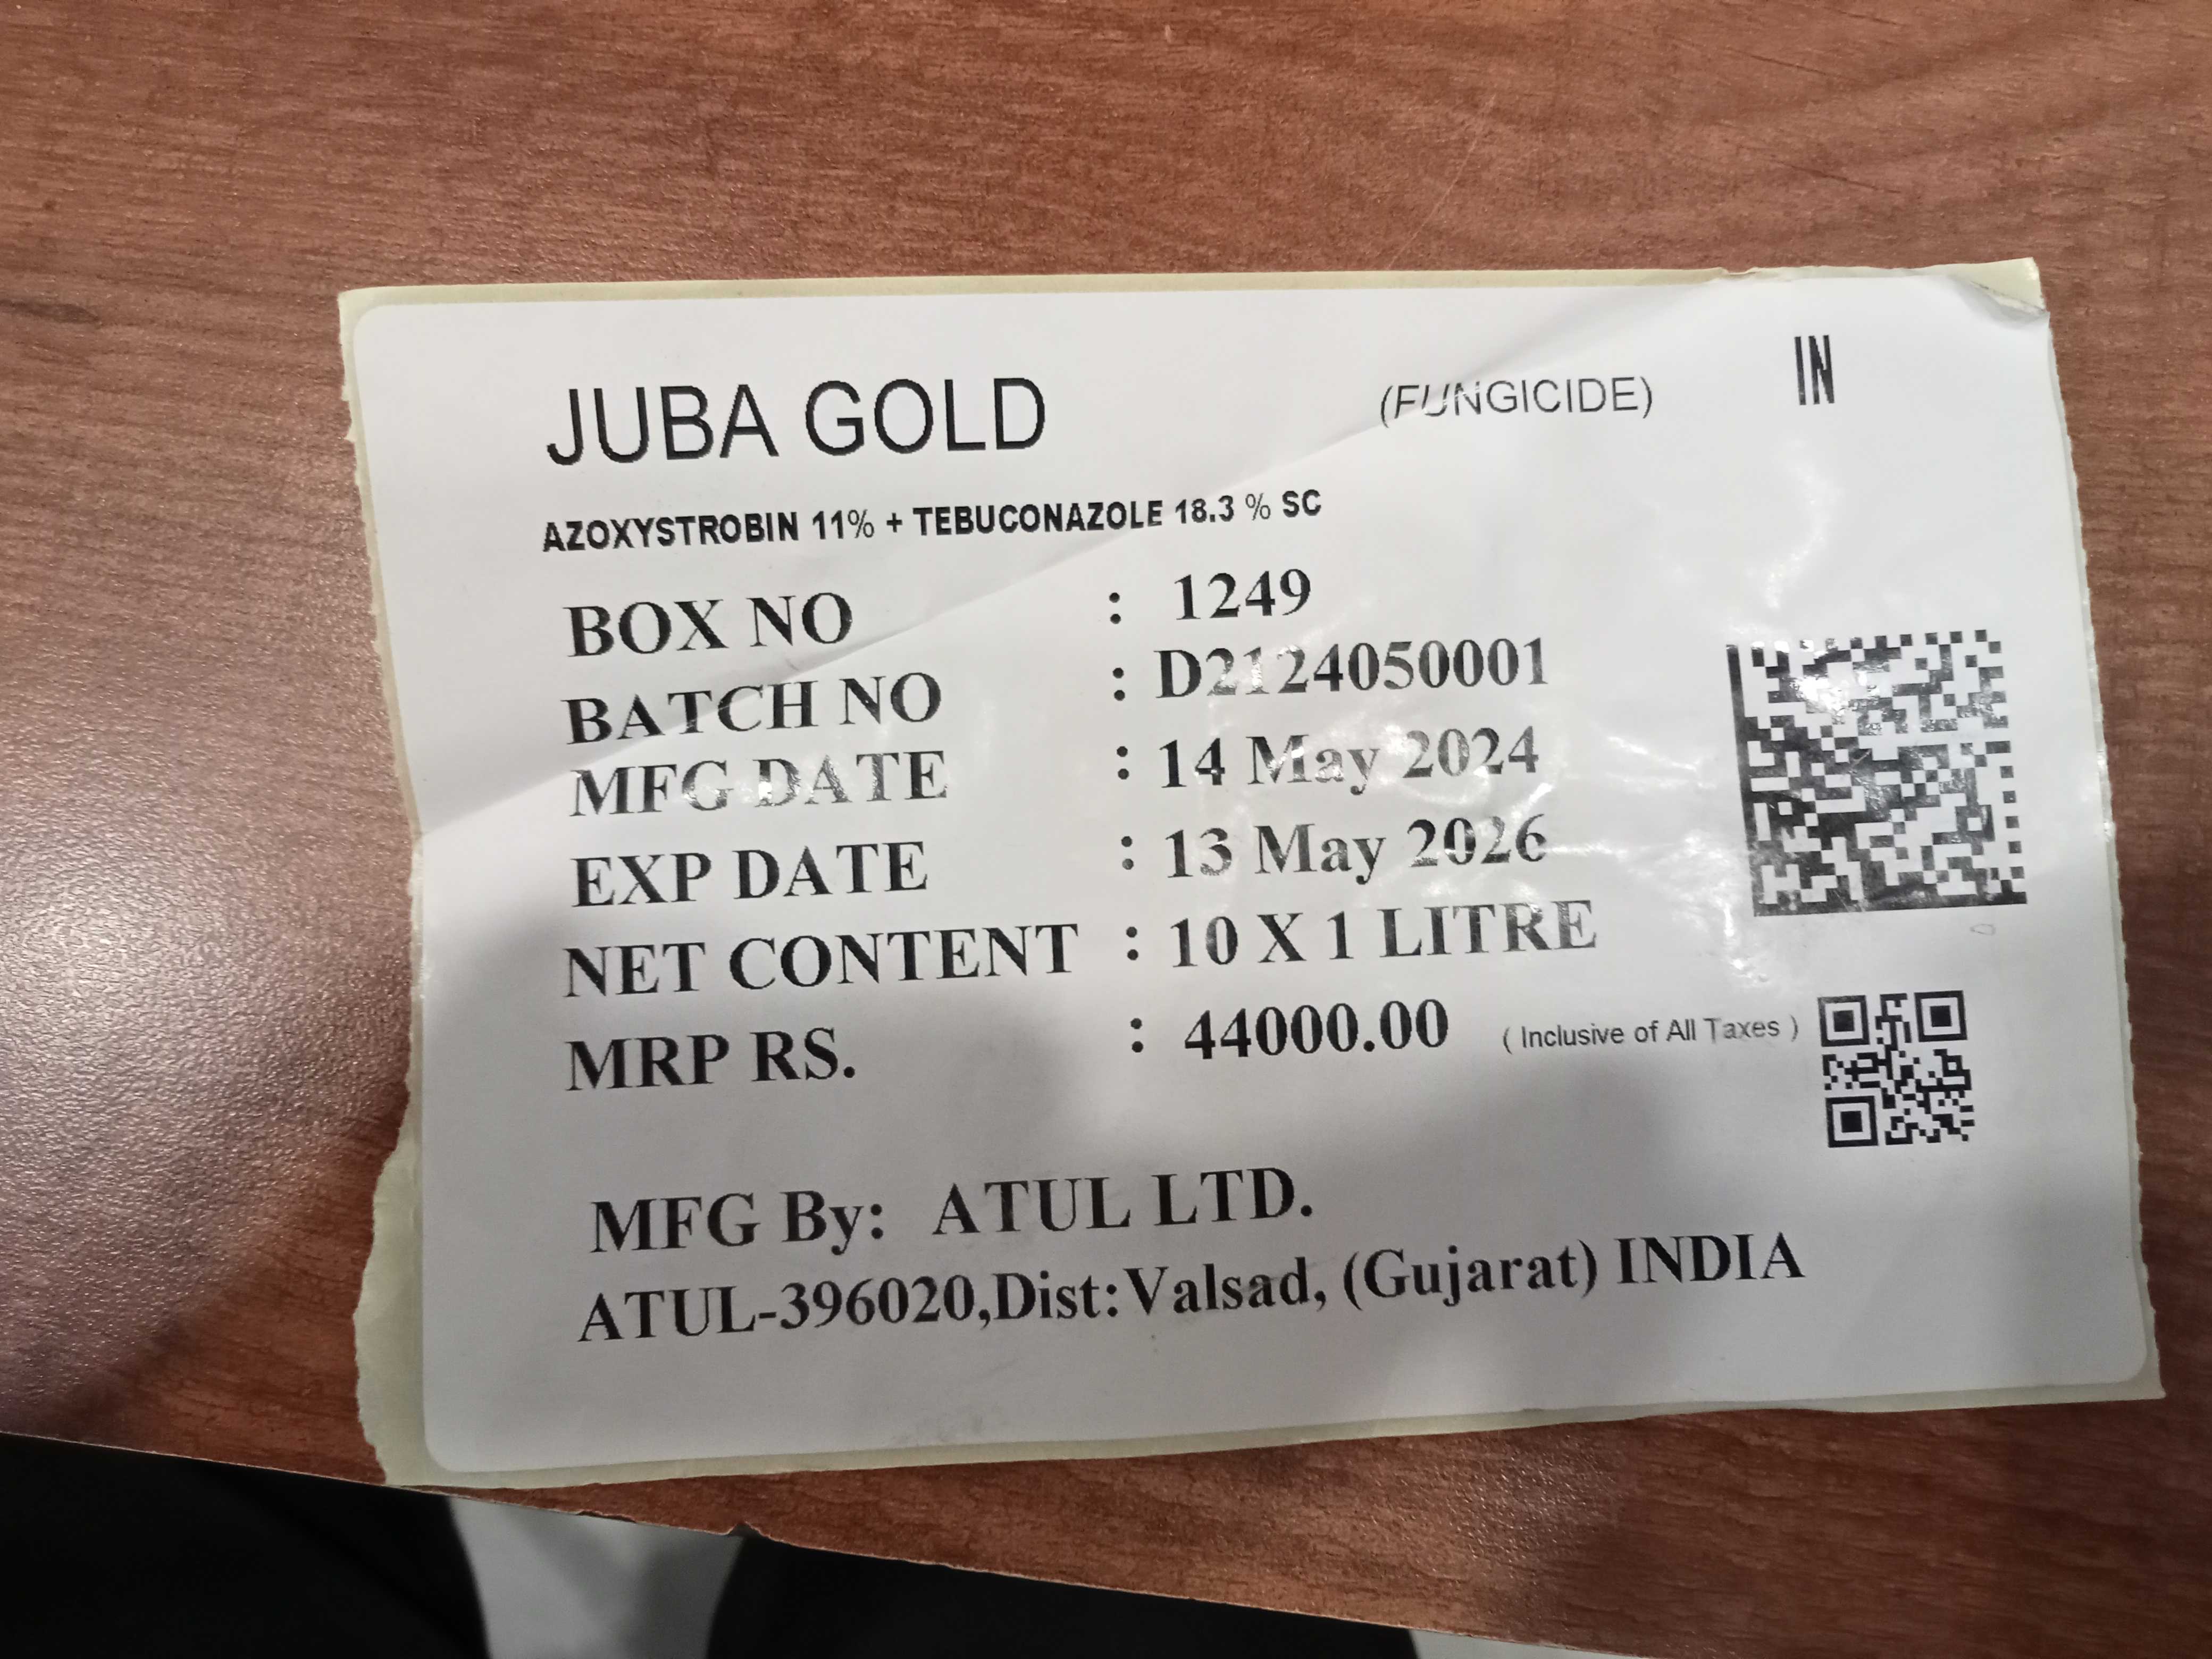 JUBA GOLD (FUNGICIDE) IN
AZOXYSTROBIN 11% + TEBUCONAZOLE 18.3 % SC
BOX NO : 1249
BATCH NO : D2124050001
MFG DATE : 14 May 2024
EXP DATE : 13 May 2026
NET CONTENT : 10 X 1 LITRE
MRP RS. : 44000.00 ( Inclusive of All Taxes )
MFG By: ATUL LTD.
ATUL-396020,Dist:Valsad, (Gujarat) INDIA